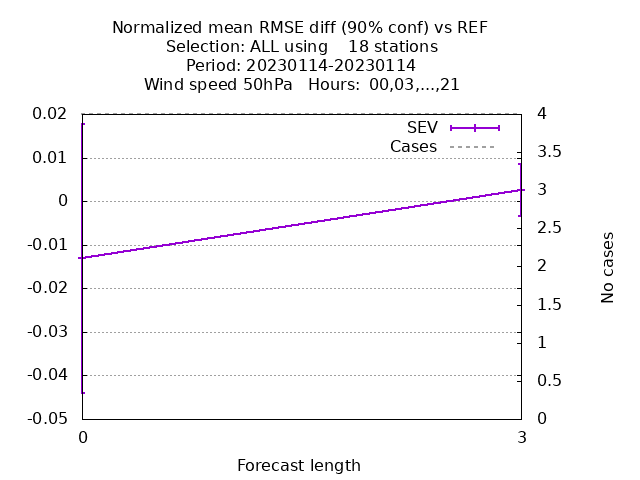 Normalized mean RMSE diff (90% conf) vs REF
Selection: ALL using    18 stations
Period: 20230114-20230114
Wind speed 50hPa   Hours: 00,03,...,21
SEV
Cases
0.02
0.01
0
-0.01
-0.02
-0.03
-0.04
-0.05
4
3.5
3
2.5
2
1.5
1
0.5
0
No cases
0
3
Forecast length